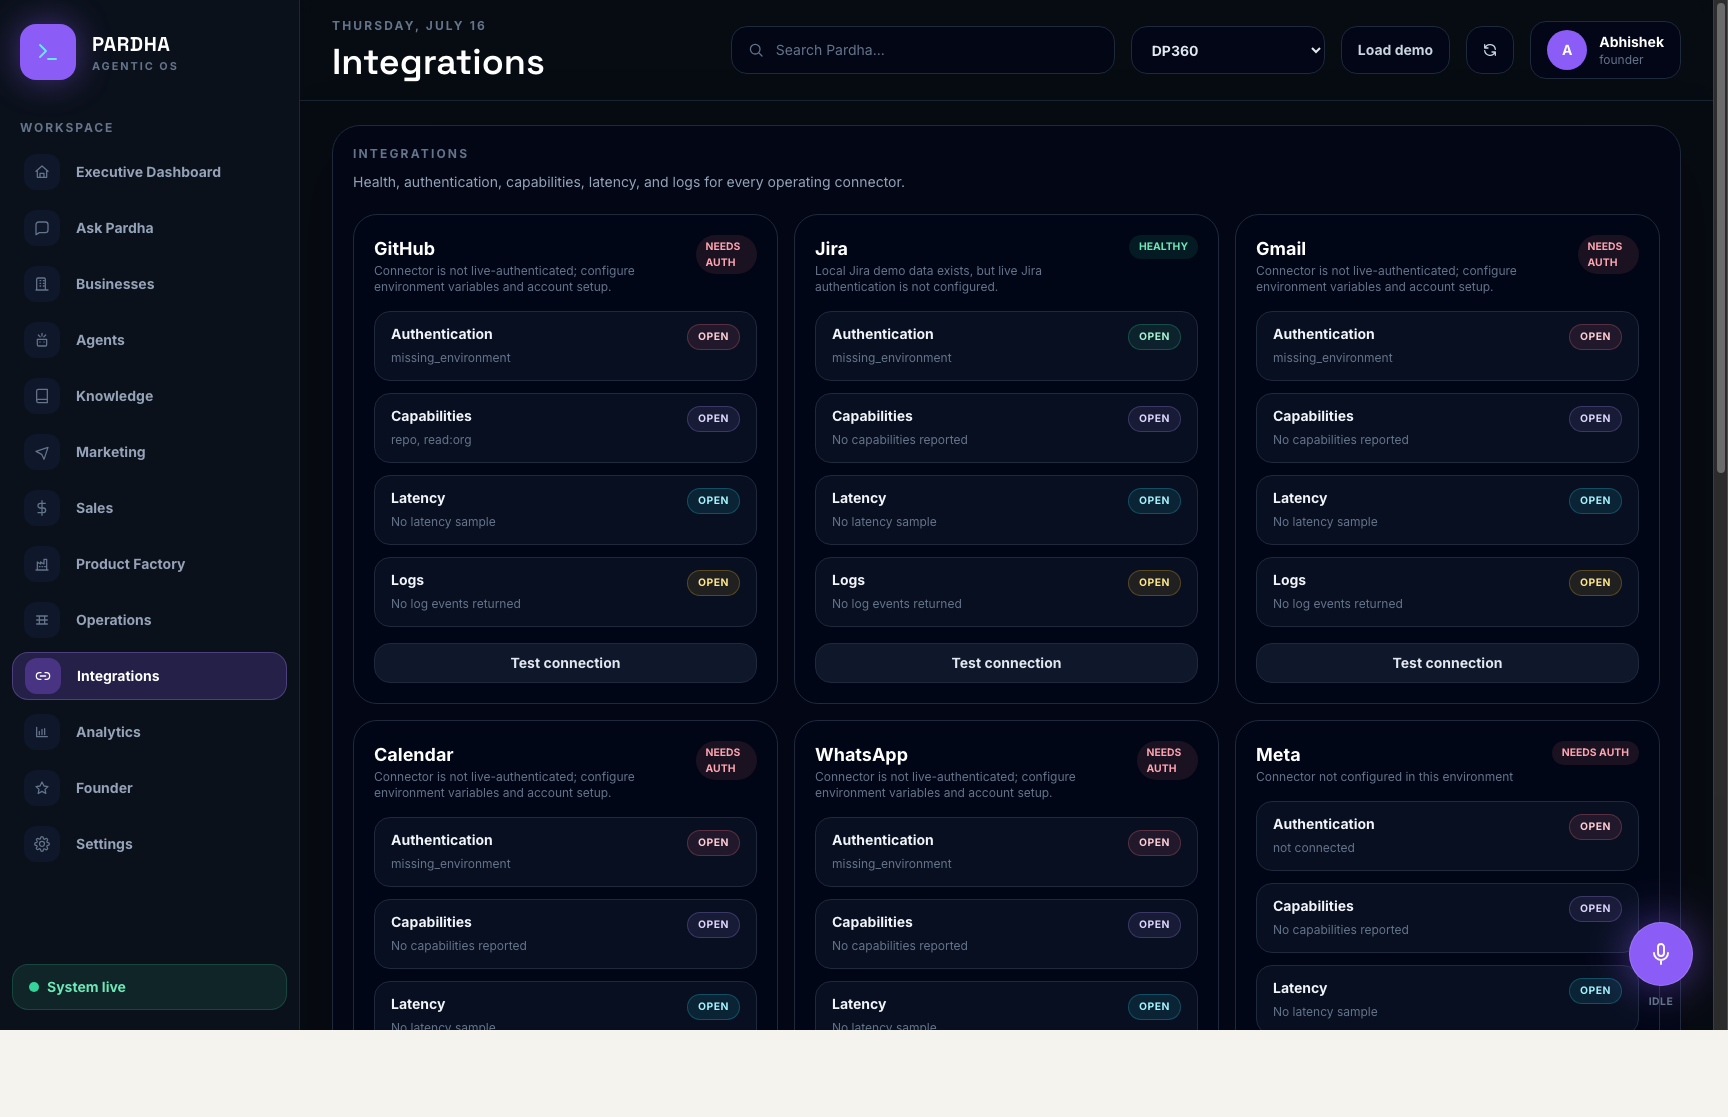 PARDHA
AGENTIC OS
WORKSPACE
Executive Dashboard
Ask Pardha
Businesses
Agents
Knowledge
Marketing
Sales
Product Factory
Operations
Integrations
Analytics
Founder
Settings
System live
THURSDAY, JULY 16
Integrations
Search Pardha...
DP360
Load demo
A
Abhishek
founder
INTEGRATIONS
Health, authentication, capabilities, latency, and logs for every operating connector.
GitHub
NEEDS
AUTH
Connector is not live-authenticated; configure
environment variables and account setup.
Authentication
OPEN
missing_environment
Capabilities
OPEN
repo, read:org
Latency
OPEN
No latency sample
Logs
OPEN
No log events returned
Test connection
Jira
HEALTHY
Local Jira demo data exists, but live Jira
authentication is not configured.
Authentication
OPEN
missing_environment
Capabilities
OPEN
No capabilities reported
Latency
OPEN
No latency sample
Logs
OPEN
No log events returned
Test connection
Gmail
NEEDS
AUTH
Connector is not live-authenticated; configure
environment variables and account setup.
Authentication
OPEN
missing_environment
Capabilities
OPEN
No capabilities reported
Latency
OPEN
No latency sample
Logs
OPEN
No log events returned
Test connection
Calendar
NEEDS
AUTH
Connector is not live-authenticated; configure
environment variables and account setup.
Authentication
OPEN
missing_environment
Capabilities
OPEN
No capabilities reported
Latency
OPEN
No latency sample
WhatsApp
NEEDS
AUTH
Connector is not live-authenticated; configure
environment variables and account setup.
Authentication
OPEN
missing_environment
Capabilities
OPEN
No capabilities reported
Latency
OPEN
No latency sample
Meta
NEEDS AUTH
Connector not configured in this environment
Authentication
OPEN
not connected
Capabilities
OPEN
No capabilities reported
Latency
OPEN
No latency sample
IDLE